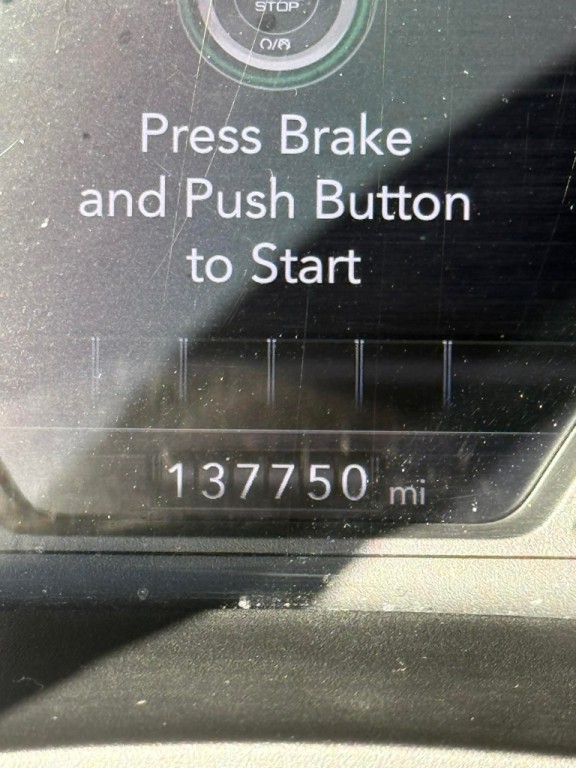 STOP
Press Brake
and Push Button
to Start
137750 mi